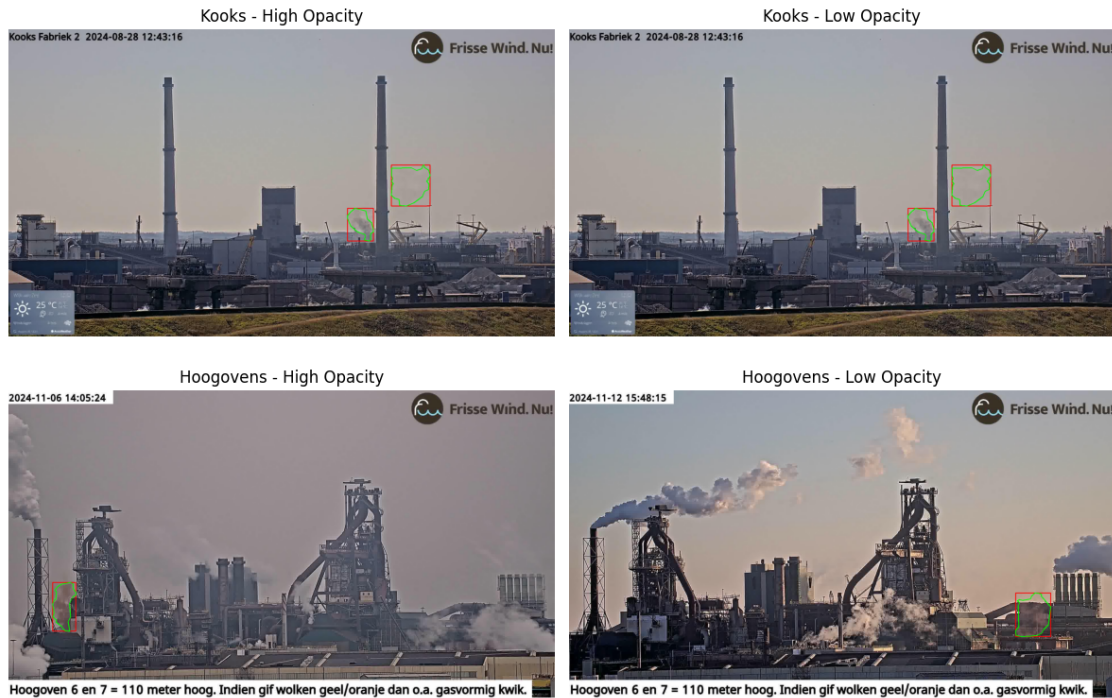 Kooks - High Opacity
Kooks - Low Opacity
Kooks Fabriek 2 2024-08-28 12:43:16
Frisse Wind. Nu!
Kooks Fabriek 2 2024-08-28 12:43:16
Frisse Wind. Nu!
25 °C
25 °C
Hoogovens - High Opacity
Hoogovens - Low Opacity
2024-11-06 14:05:24
Frisse Wind. Nu!
2024-11-12 15:48:15
Frisse Wind. Nu!
Hoogoven 6 en 7 = 110 meter hoog. Indien gif wolken geel/oranje dan o.a. gasvormig kwik.
Hoogoven 6 en 7 = 110 meter hoog. Indien gif wolken geel/oranje dan o.a. gasvormig kwik.